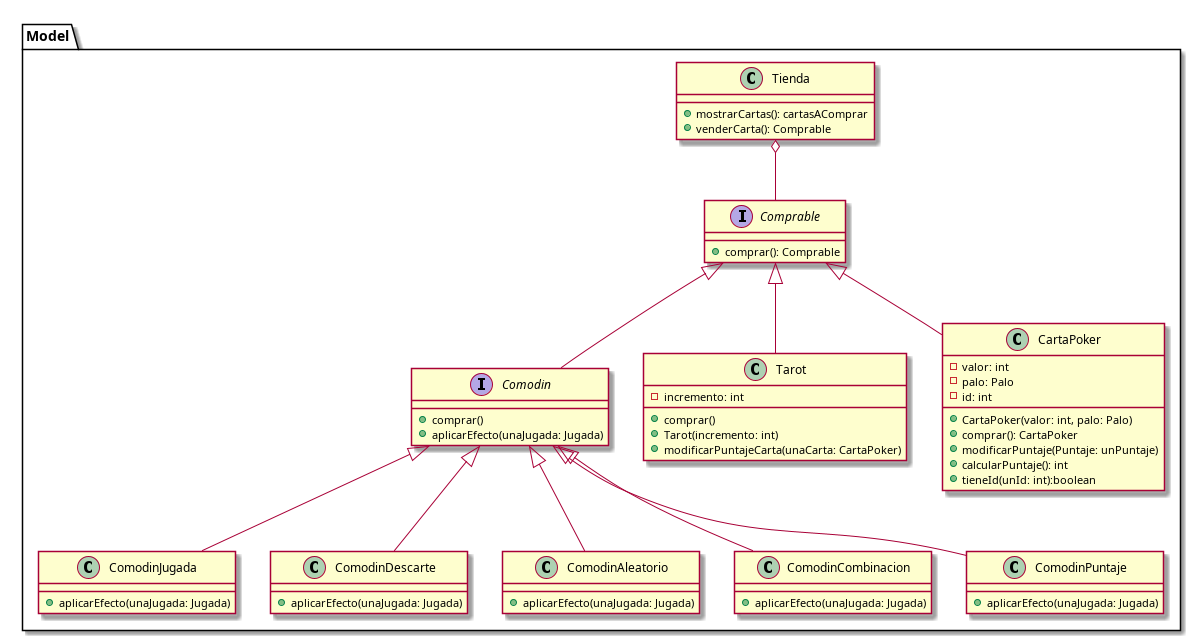 Model
C Tienda
mostrarCartas(): cartasAComprar
venderCarta(): Comprable
I Comprable
comprar(): Comprable
I Comodin
comprar()
aplicarEfecto(unaJugada: Jugada)
C Tarot
incremento: int
comprar()
Tarot(incremento: int)
modificarPuntajeCarta(unaCarta: CartaPoker)
C CartaPoker
valor: int
palo: Palo
id: int
CartaPoker(valor: int, palo: Palo)
comprar(): CartaPoker
modificarPuntaje(Puntaje: unPuntaje)
calcularPuntaje(): int
tieneId(unId: int):boolean
C ComodinJugada
aplicarEfecto(unaJugada: Jugada)
C ComodinDescarte
aplicarEfecto(unaJugada: Jugada)
C ComodinAleatorio
aplicarEfecto(unaJugada: Jugada)
C ComodinCombinacion
aplicarEfecto(unaJugada: Jugada)
C ComodinPuntaje
aplicarEfecto(unaJugada: Jugada)